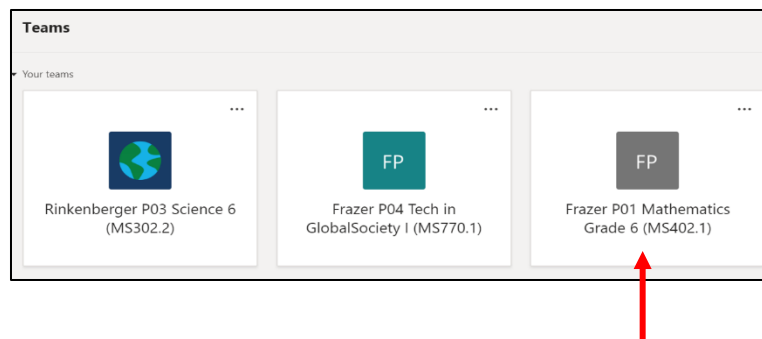 Teams
Your teams
...
...
...
FP
FP
Rinkenberger P03 Science 6
(MS302.2)
Frazer P04 Tech in
GlobalSociety I (MS770.1)
Frazer P01 Mathematics
Grade 6 (MS402.1)